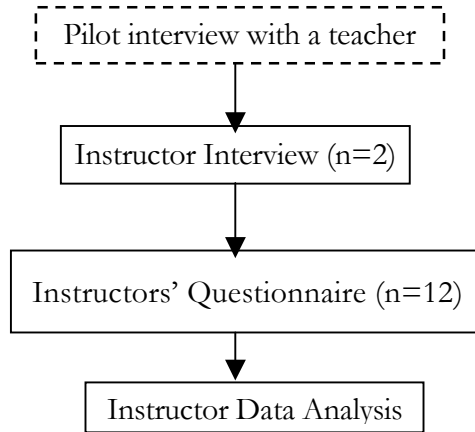 Pilot interview with a teacher
Instructor Interview (n=2)
Instructors’ Questionnaire (n=12)
Instructor Data Analysis